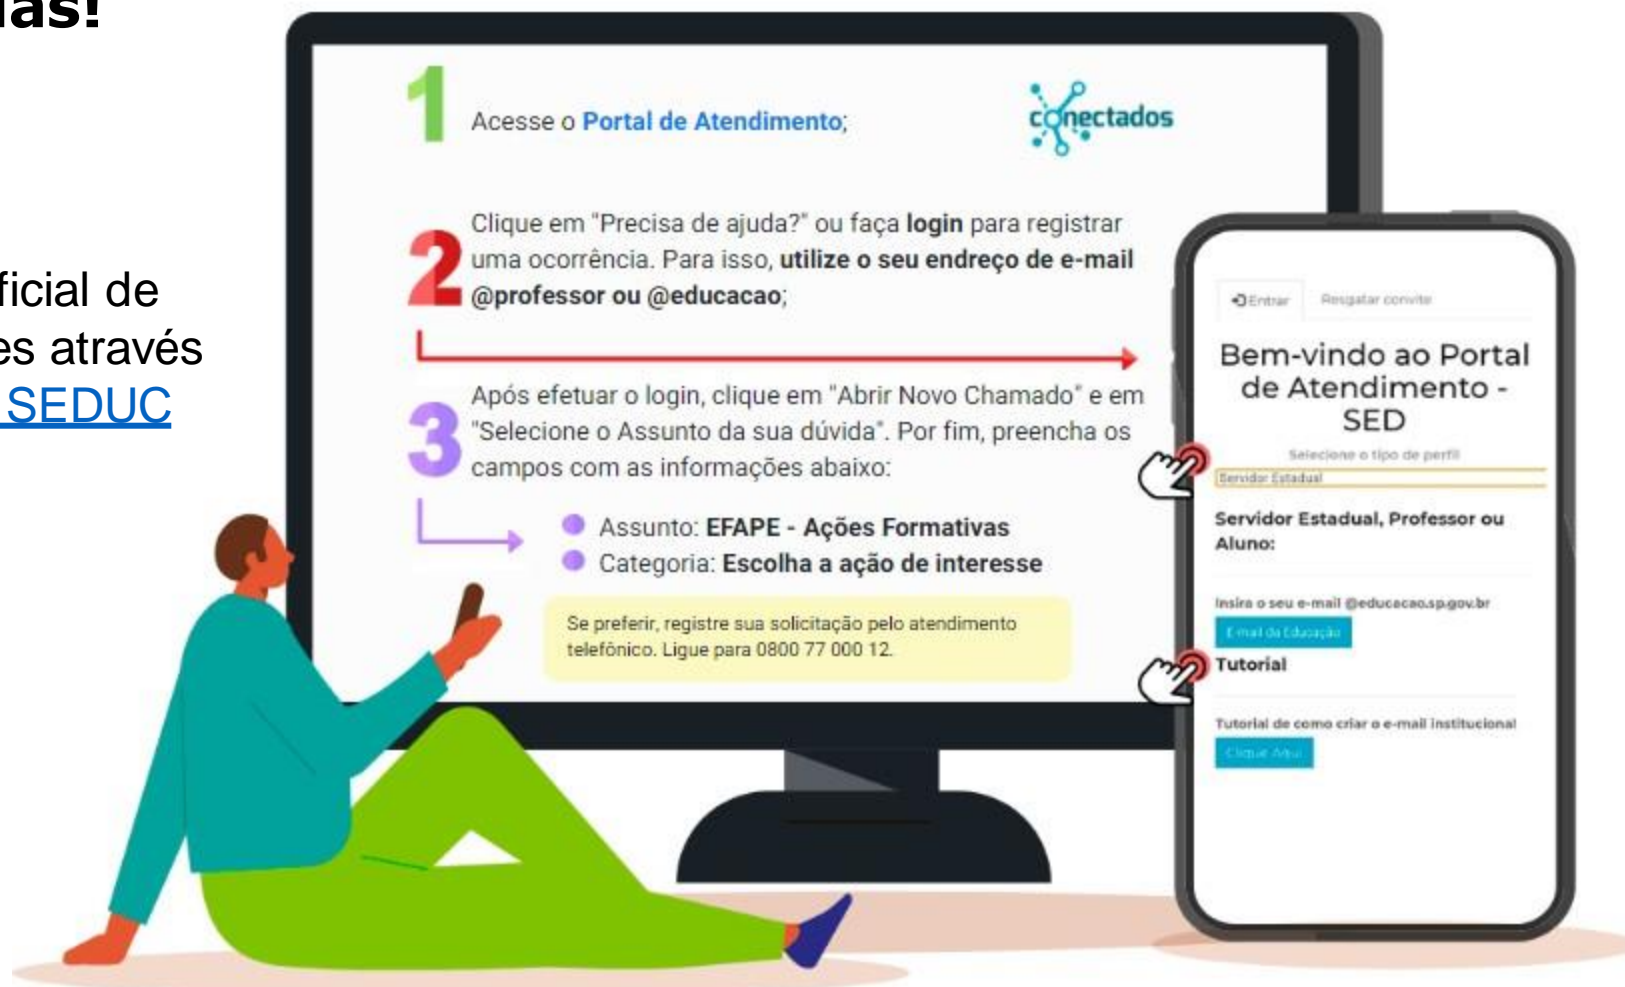 ficial de
es através
SEDUC
1
Acesse o Portal de Atendimento;
conectados
2
Clique em "Precisa de ajuda?" ou faça login para registrar
uma ocorrência. Para isso, utilize o seu endreço de e-mail
@professor ou @educacao;
3
Após efetuar o login, clique em "Abrir Novo Chamado" e em
"Selecione o Assunto da sua dúvida". Por fim, preencha os
campos com as informações abaixo:
Assunto: EFAPE - Ações Formativas
Categoria: Escolha a ação de interesse
Se preferir, registre sua solicitação pelo atendimento
telefônico. Ligue para 0800 77 000 12.
Entrar Resgatar convite
Bem-vindo ao Portal
de Atendimento -
SED
Selecione o tipo de perfil
Servidor Estadual
Servidor Estadual, Professor ou
Aluno:
Insira o seu e-mail @educacao.sp.gov.br
E-mail da Educação
Tutorial
Tutorial de como criar o e-mail institucional
Clique Aqui